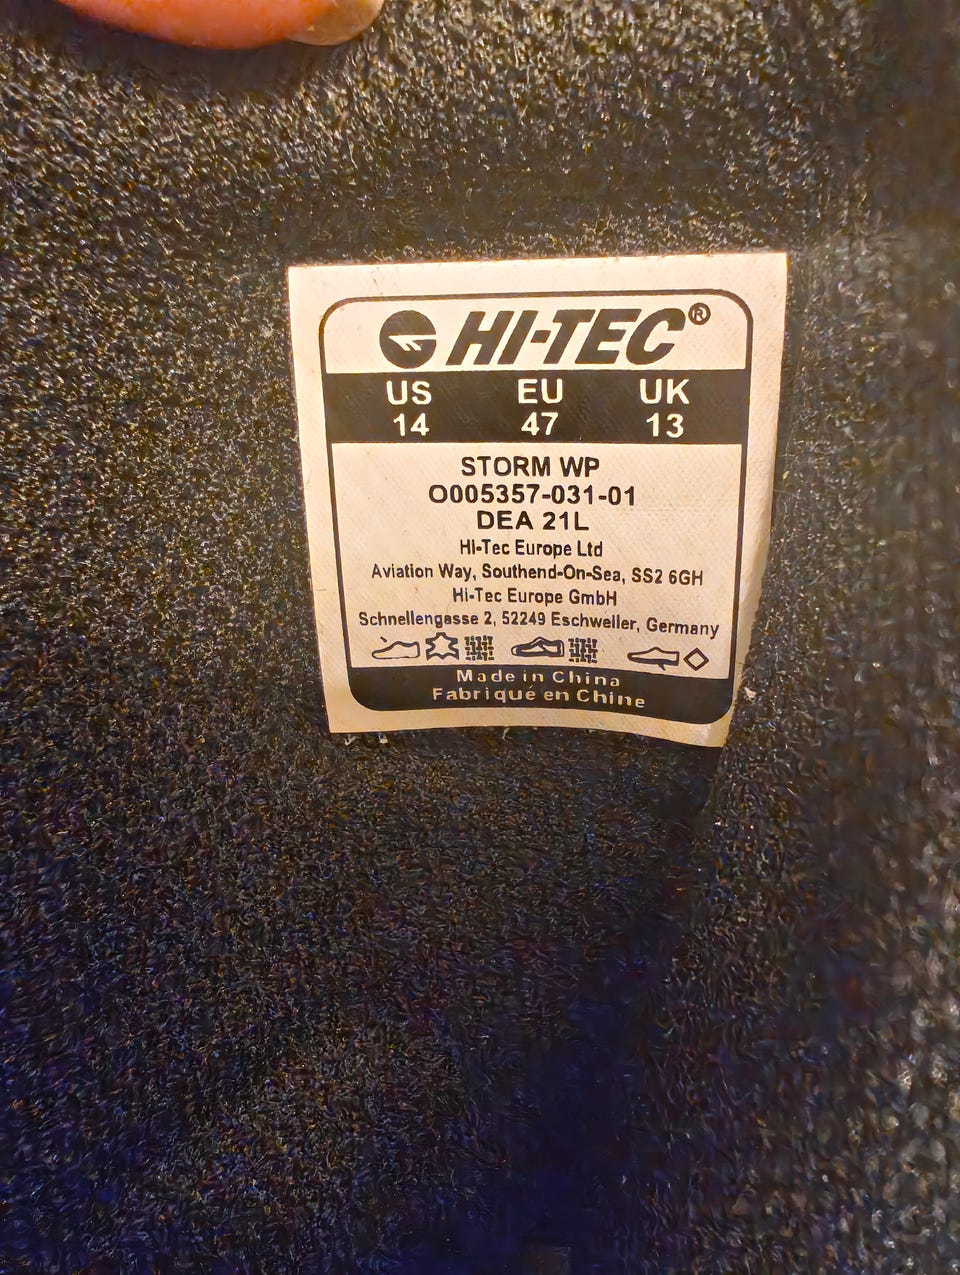 HI-TEC®
US EU UK
14 47 13
STORM WP
O005357-031-01
DEA 21L
HI-Tec Europe Ltd
Aviation Way, Southend-On-Sea, SS2 6GH
Hi-Tec Europe GmbH
Schnellengasse 2, 52249 Eschweiler, Germany
Made in China
Fabriqué en Chine